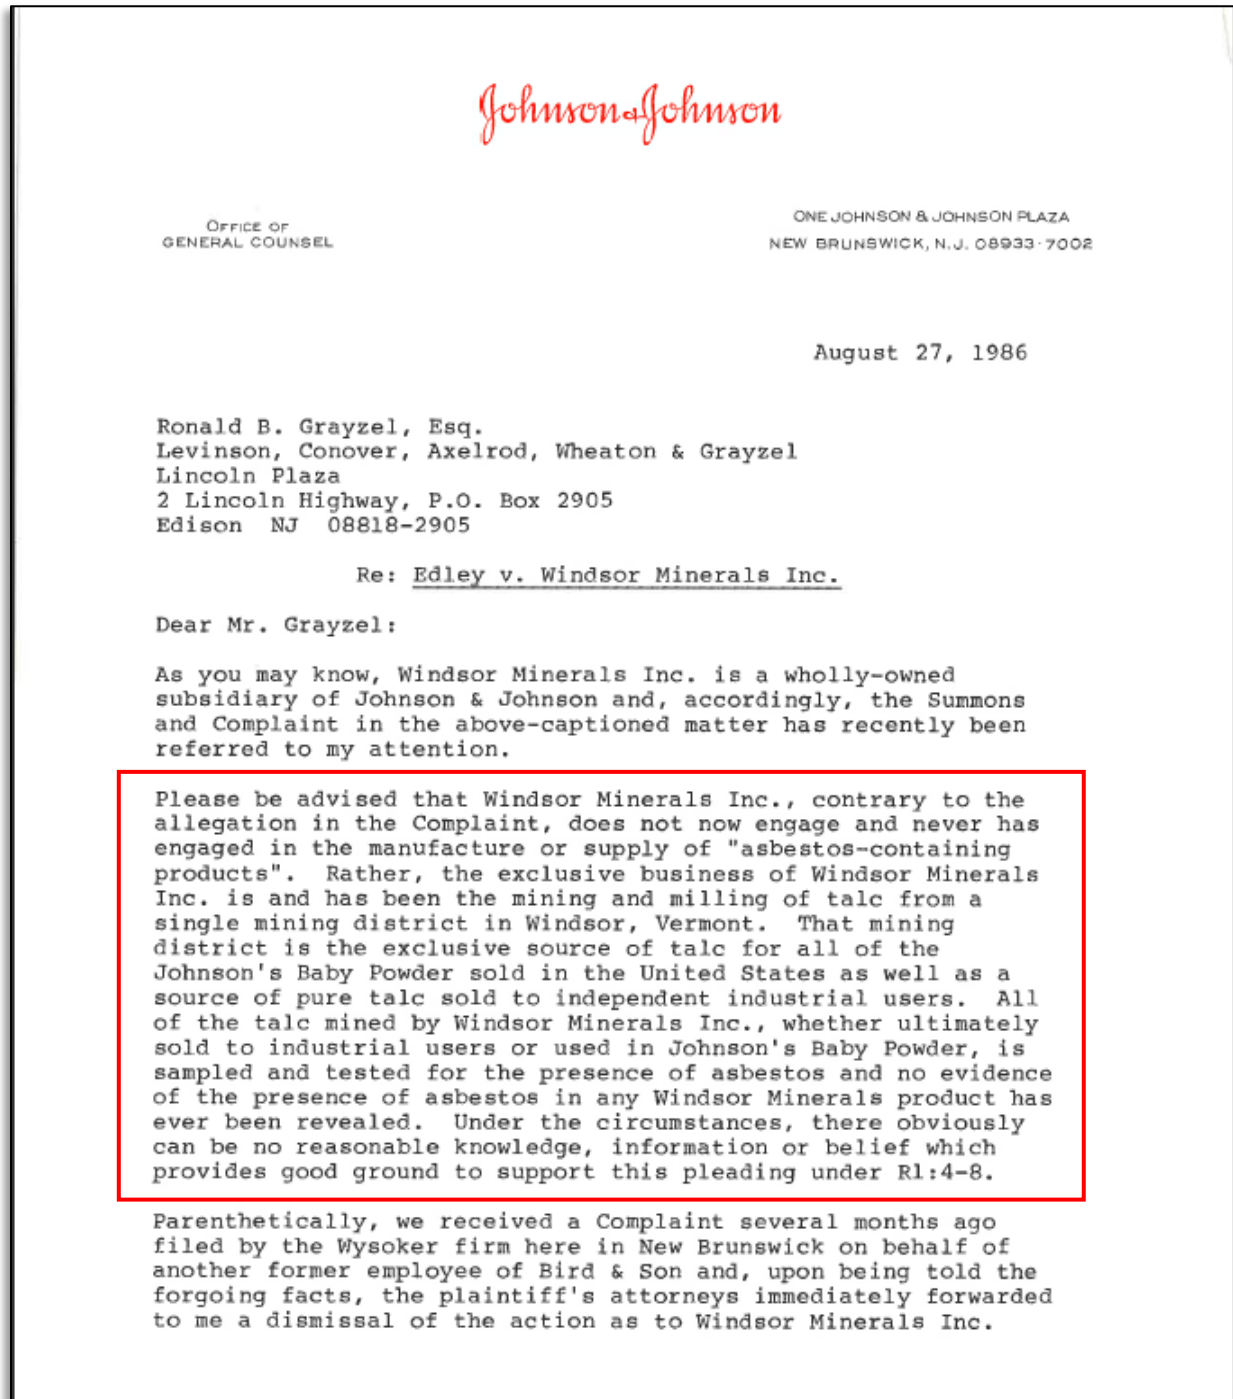 Johnson & Johnson
OFFICE OF
GENERAL COUNSEL
ONE JOHNSON & JOHNSON PLAZA
NEW BRUNSWICK, N.J. 08933-7002
August 27, 1986
Ronald B. Grayzel, Esq.
Levinson, Conover, Axelrod, Wheaton & Grayzel
Lincoln Plaza
2 Lincoln Highway, P.O. Box 2905
Edison NJ 08818-2905
Re: Edley v. Windsor Minerals Inc.
Dear Mr. Grayzel:
As you may know, Windsor Minerals Inc. is a wholly-owned
subsidiary of Johnson & Johnson and, accordingly, the Summons
and Complaint in the above-captioned matter has recently been
referred to my attention.
Please be advised that Windsor Minerals Inc., contrary to the
allegation in the Complaint, does not now engage and never has
engaged in the manufacture or supply of "asbestos-containing
products". Rather, the exclusive business of Windsor Minerals
Inc. is and has been the mining and milling of talc from a
single mining district in Windsor, Vermont. That mining
district is the exclusive source of talc for all of the
Johnson's Baby Powder sold in the United States as well as a
source of pure talc sold to independent industrial users. All
of the talc mined by Windsor Minerals Inc., whether ultimately
sold to industrial users or used in Johnson's Baby Powder, is
sampled and tested for the presence of asbestos and no evidence
of the presence of asbestos in any Windsor Minerals product has
ever been revealed. Under the circumstances, there obviously
can be no reasonable knowledge, information or belief which
provides good ground to support this pleading under R1:4-8.
Parenthetically, we received a Complaint several months ago
filed by the Wysoker firm here in New Brunswick on behalf of
another former employee of Bird & Son and, upon being told the
forgoing facts, the plaintiff's attorneys immediately forwarded
to me a dismissal of the action as to Windsor Minerals Inc.